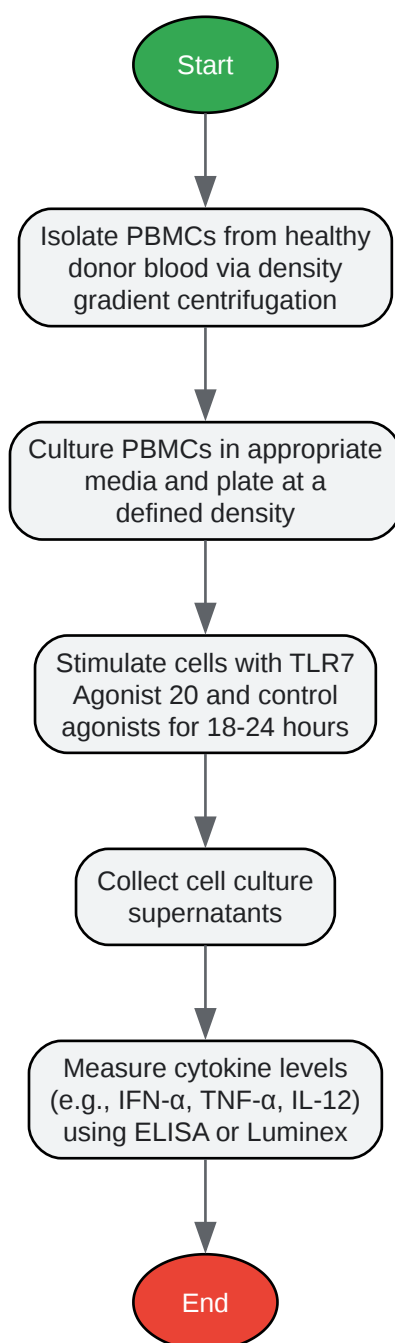 Start
Isolate PBMCs from healthy
donor blood via density
gradient centrifugation
Culture PBMCs in appropriate
media and plate at a
defined density
Stimulate cells with TLR7
Agonist 20 and control
agonists for 18-24 hours
Collect cell culture
supernatants
Measure cytokine levels
(e.g., IFN-α, TNF-α, IL-12)
using ELISA or Luminex
End